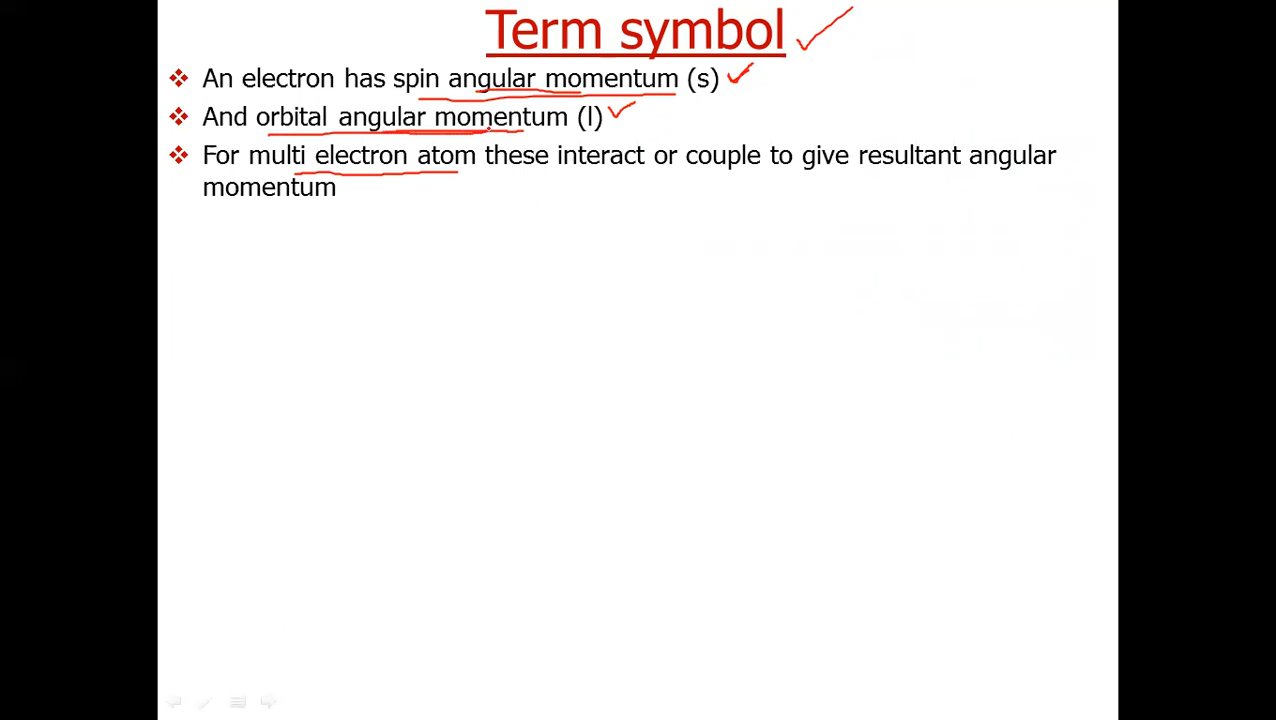 Term symbol
An electron has spin angular momentum (s)
And orbital angular momentum (l)
For multi electron atom these interact or couple to give resultant angular
momentum